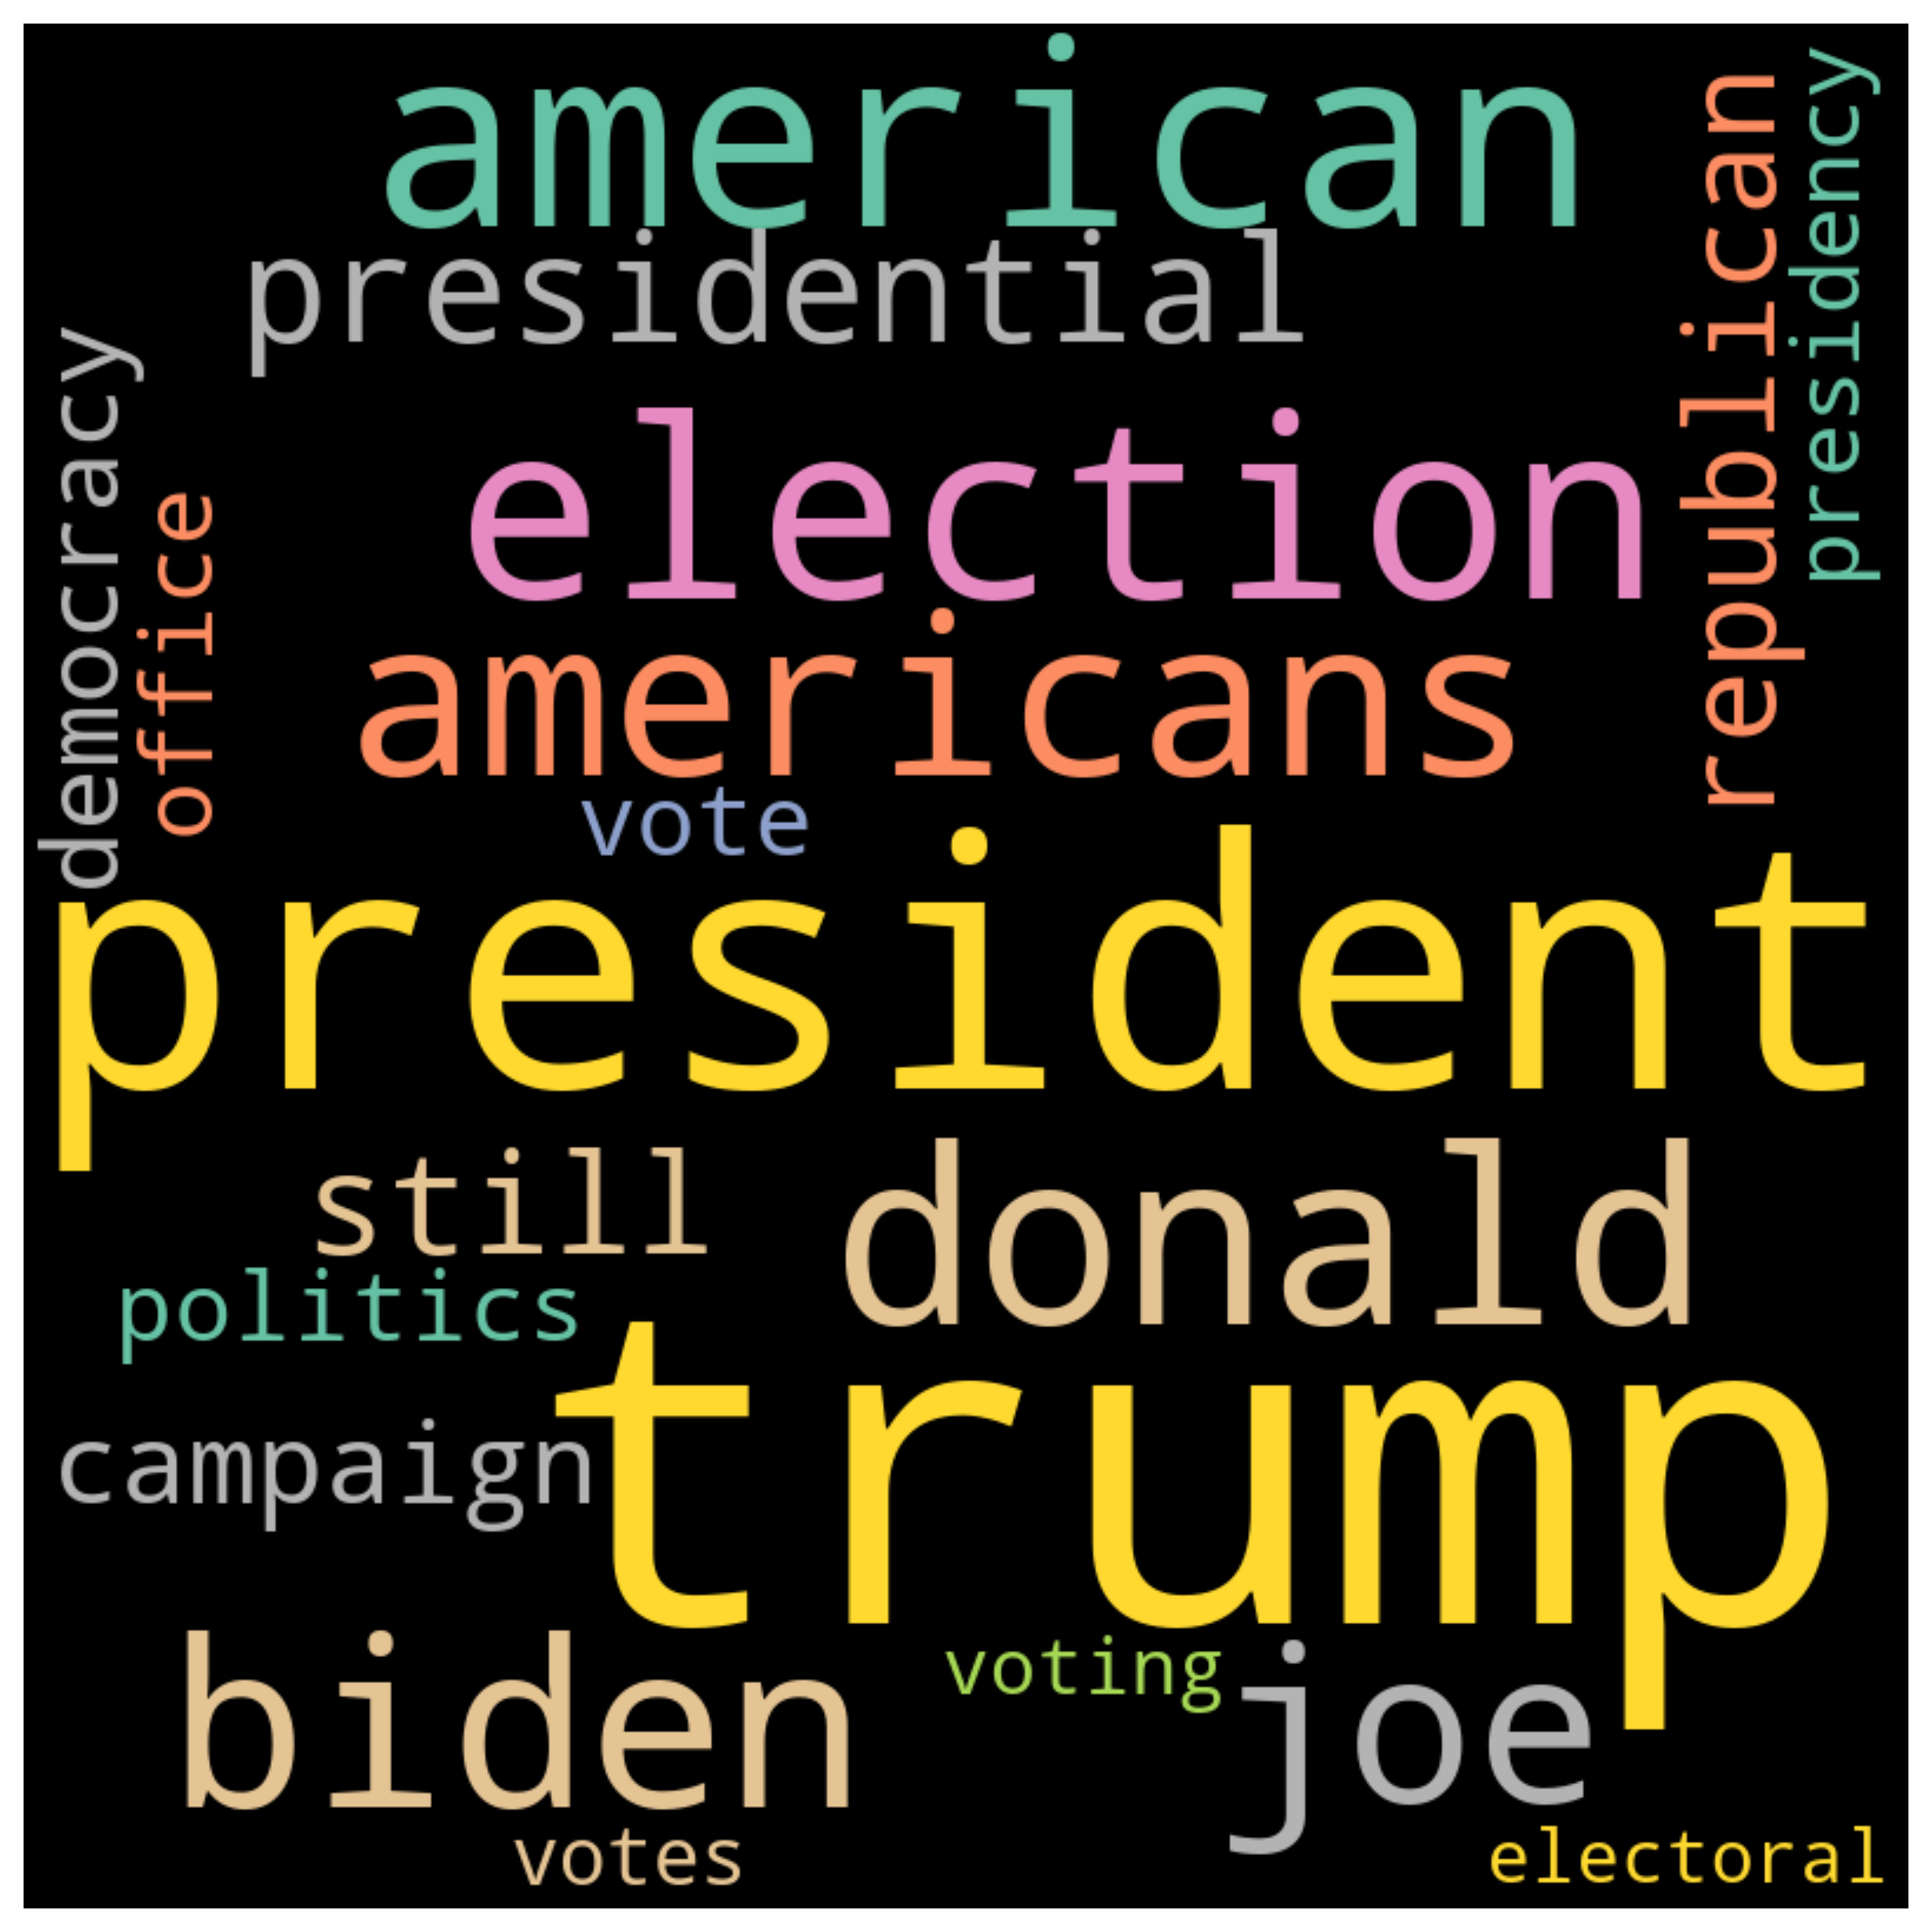 american
presidential
republican
presidency
democracy
office
election
americans
vote
president
still
donald
politics
trump
campaign
biden
voting
joe
votes
electoral